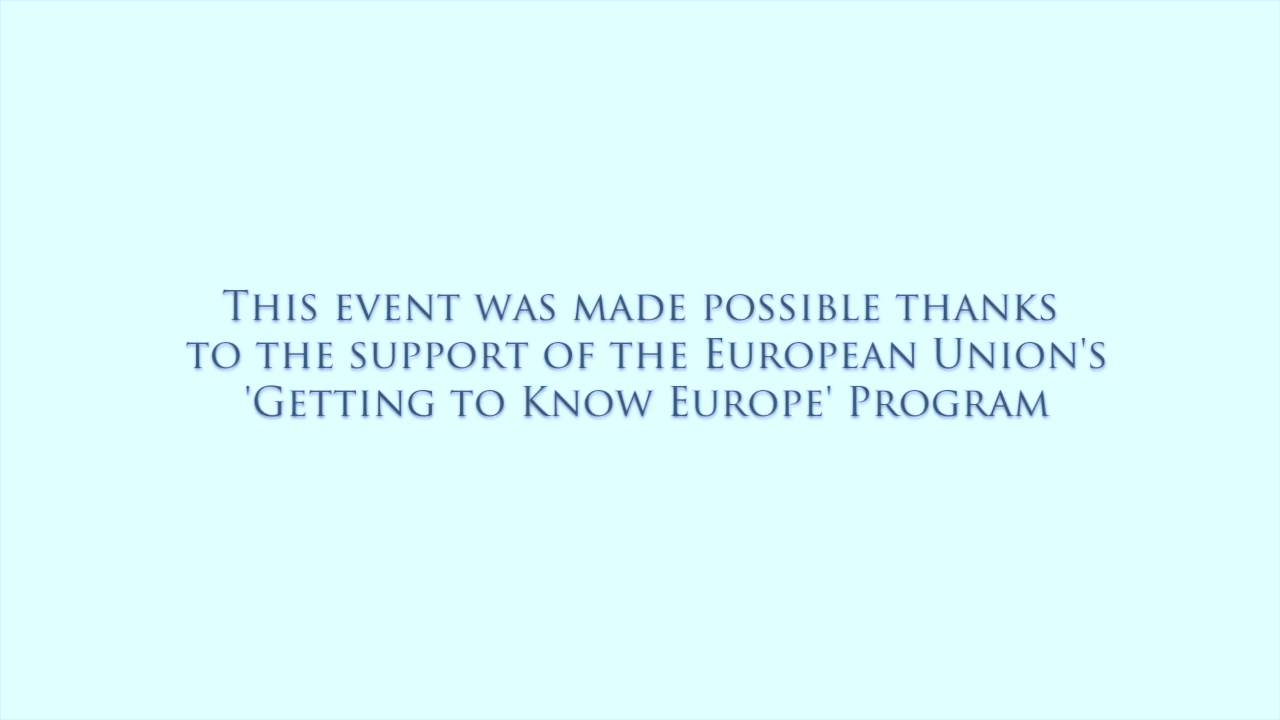 This event was made possible thanks
to the support of the European Union's
'Getting to Know Europe' Program